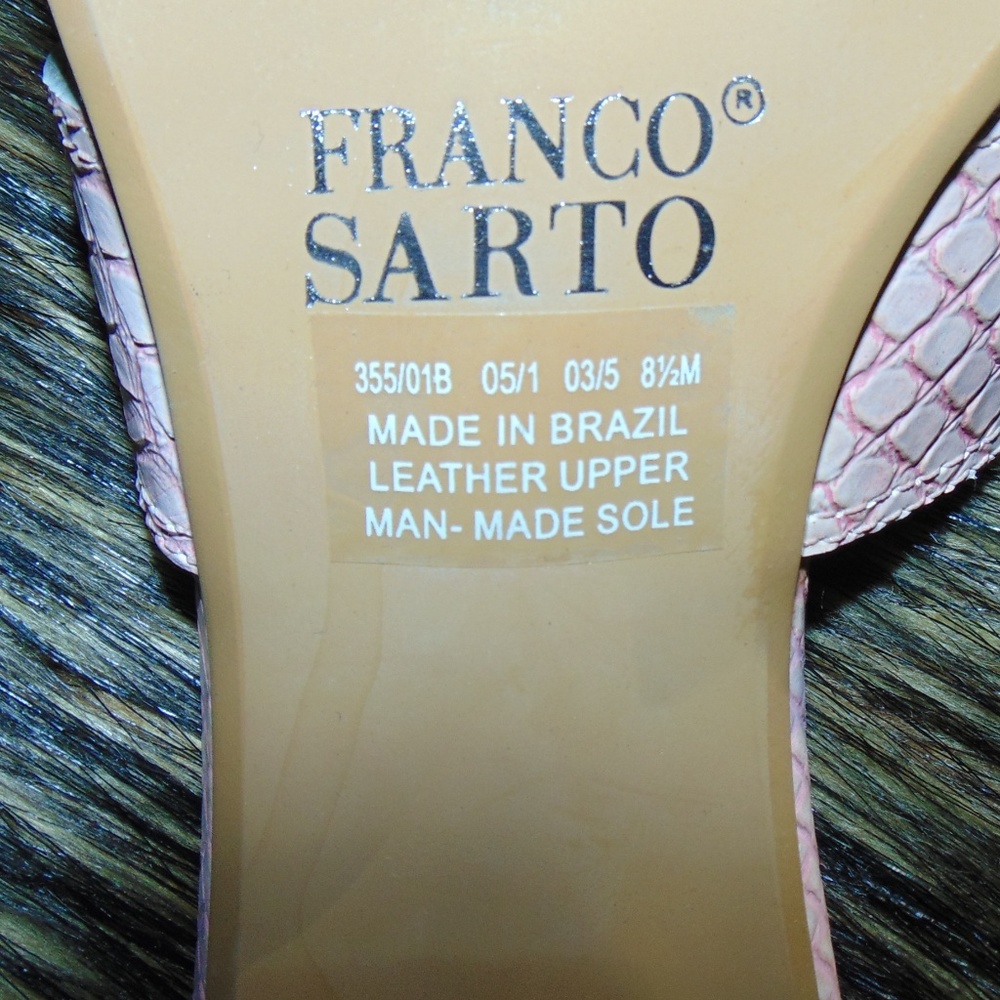 FRANCO®
SARTO
355/01B 05/1 03/5 8½M
MADE IN BRAZIL
LEATHER UPPER
MAN- MADE SOLE